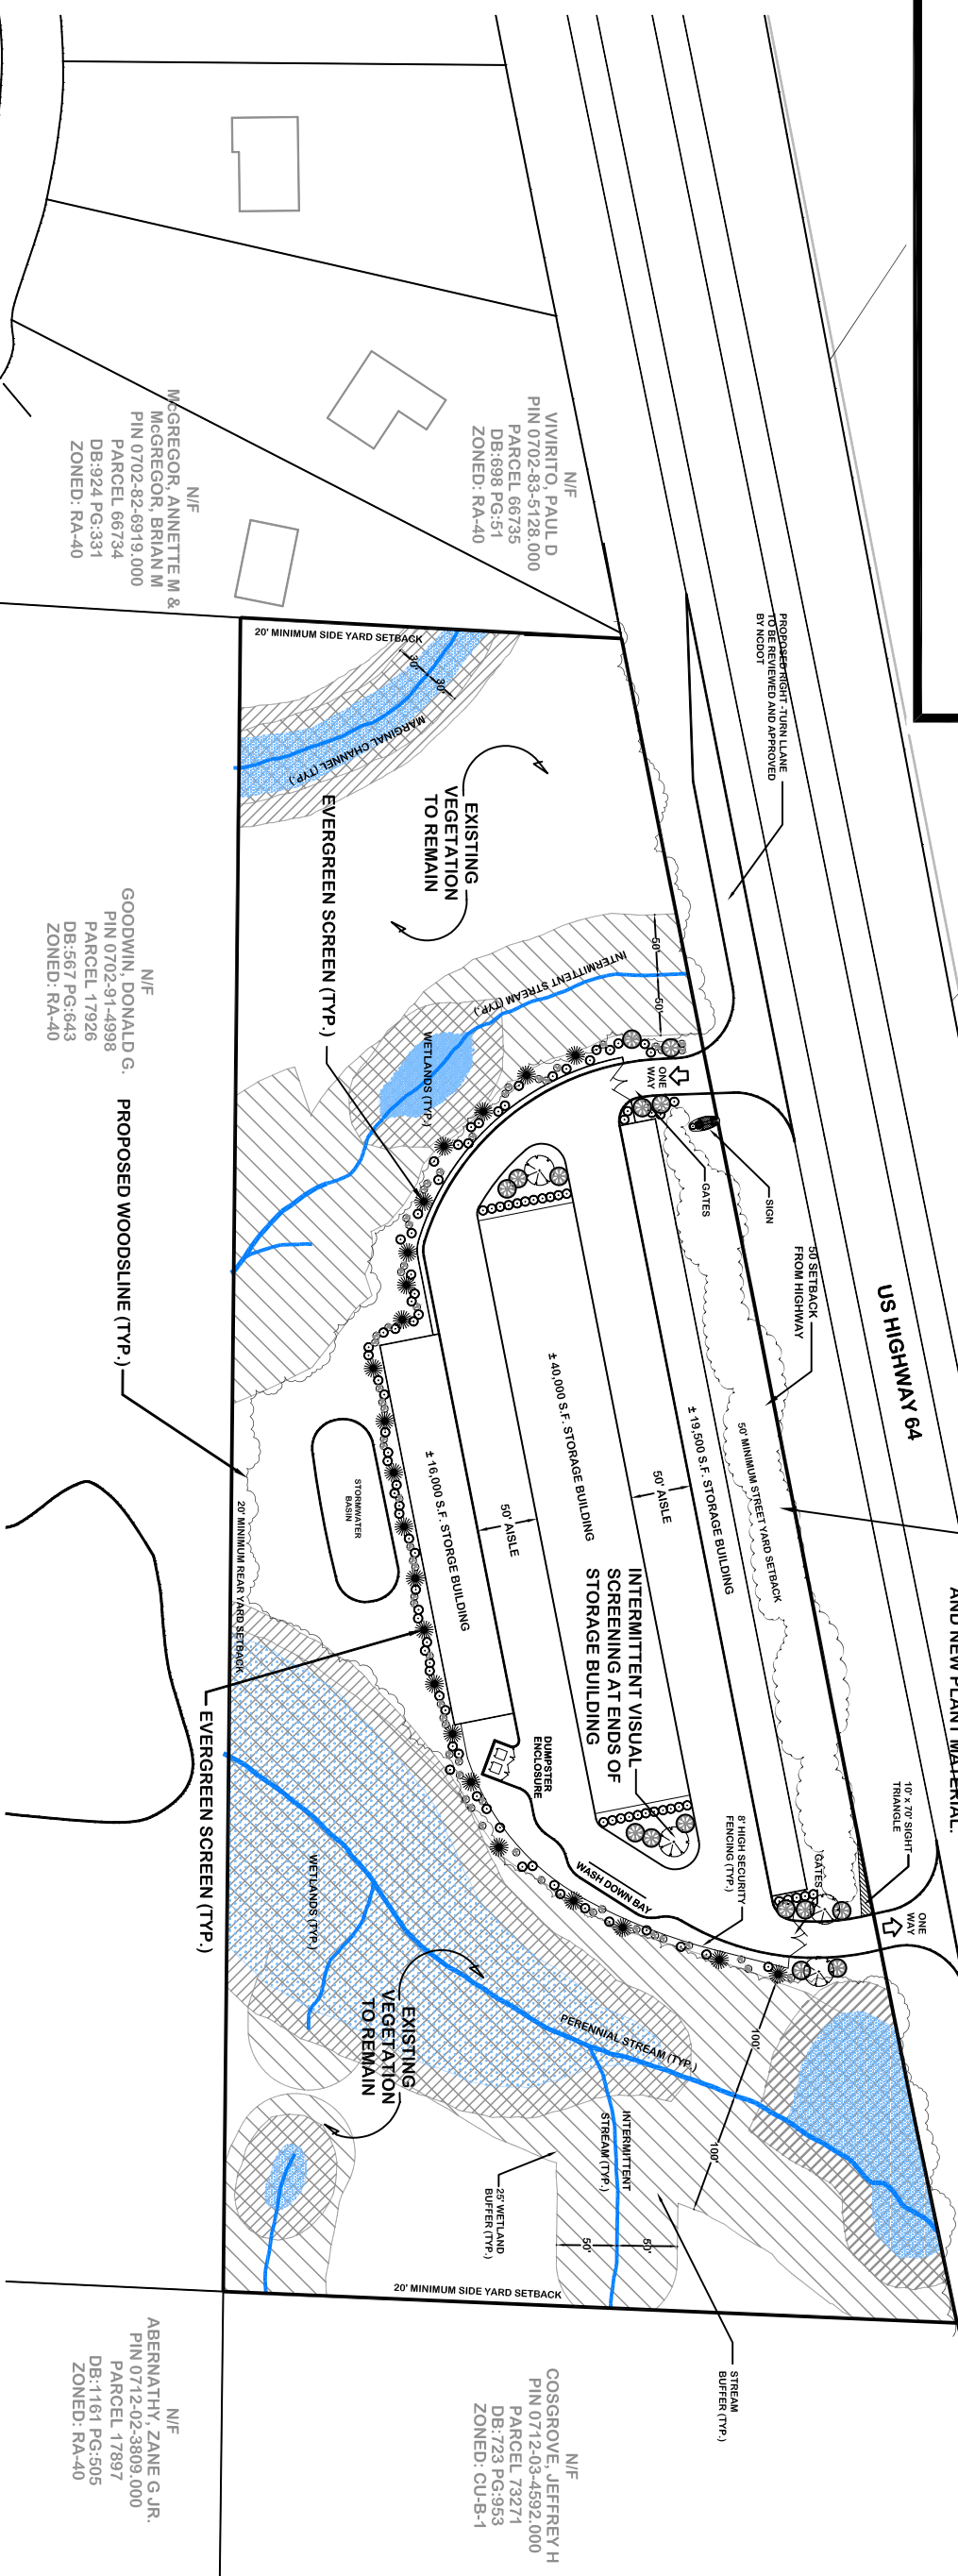 N/F
VIVIRITO, PAUL D
PIN 0702-83-5128.000
PARCEL 66735
DB:698 PG:51
ZONED: RA-40
N/F
McGREGOR, ANNETTE M &
McGREGOR, BRIAN M
PIN 0702-82-6919.000
PARCEL 66734
DB:924 PG:331
ZONED: RA-40
PROPOSED RIGHT -TURN LLANE
TO BE REVIEWED AND APPROVED
BY NCDOT
20' MINIMUM SIDE YARD SETBACK
30'
30'
MARGINAL CHANNEL (TYP.)
EXISTING
VEGETATION
TO REMAIN
EVERGREEN SCREEN (TYP.)
N/F
GOODWIN, DONALD G.
PIN 0702-91-4998
PARCEL 17926
DB:567 PG:643
ZONED: RA-40
50'
50'
INTERMITTENT STREAM (TYP.)
WETLANDS (TYP.)
ONE
WAY
GATES
SIGN
50 SETBACK
FROM HIGHWAY
US HIGHWAY 64
PROPOSED WOODSLINE (TYP.)
50' MINIMUM STREET YARD SETBACK
± 19,500 S.F. STORAGE BUILDING
50' AISLE
± 40,000 S.F. STORAGE BUILDING
50' AISLE
± 16,000 S.F. STORGE BUILDING
STORMWATER
BASIN
20' MINIMUM REAR YARD SETBACK
INTERMITTENT VISUAL
SCREENING AT ENDS OF
STORAGE BUILDING
AND NEW PLANT MATERIAL.
EVERGREEN SCREEN (TYP.)
DUMPSTER
ENCLOSURE
10' x 70' SIGHT
TRIANGLE
8' HIGH SECURITY
FENCING (TYP.)
GATES
ONE
WAY
WASH DOWN BAY
WETLANDS (TYP.)
EXISTING
VEGETATION
TO REMAIN
PERENNIAL STREAM (TYP.)
100'
100'
INTERMITTENT
STREAM (TYP.)
25' WETLAND
BUFFER (TYP.)
50'
50'
20' MINIMUM SIDE YARD SETBACK
STREAM
BUFFER (TYP.)
N/F
COSGROVE, JEFFREY H
PIN 0712-03-4592.000
PARCEL 73271
DB:723 PG:953
ZONED: CU-B-1
N/F
ABERNATHY, ZANE G JR.
PIN 0712-02-3809.000
PARCEL 17897
DB:1161 PG:505
ZONED: RA-40